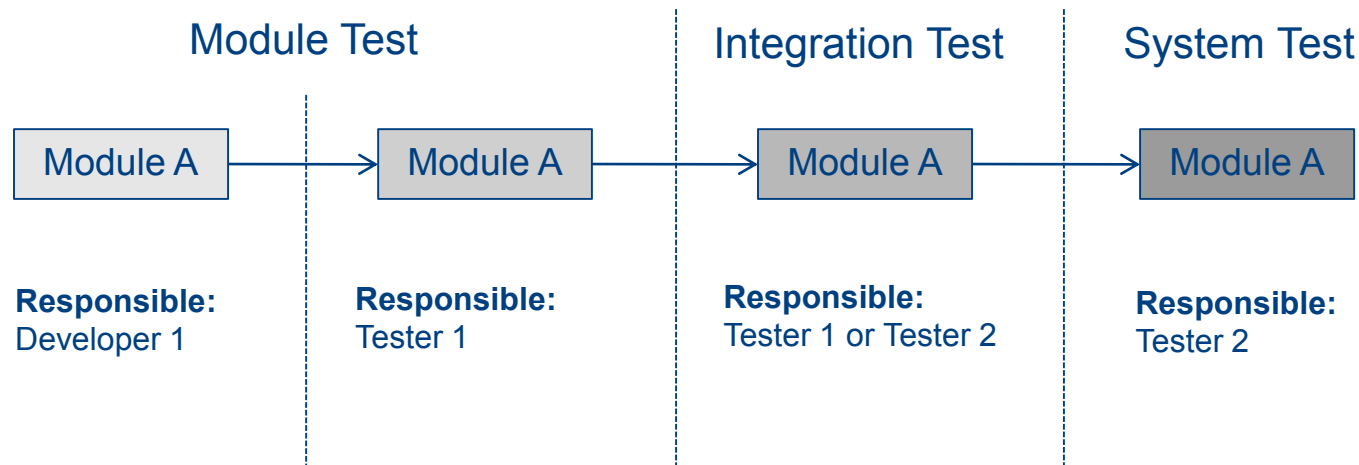 Module Test
Integration Test
System Test
Module A
Module A
Module A
Module A
Responsible:
Developer 1
Responsible:
Tester 1
Responsible:
Tester 1 or Tester 2
Responsible:
Tester 2